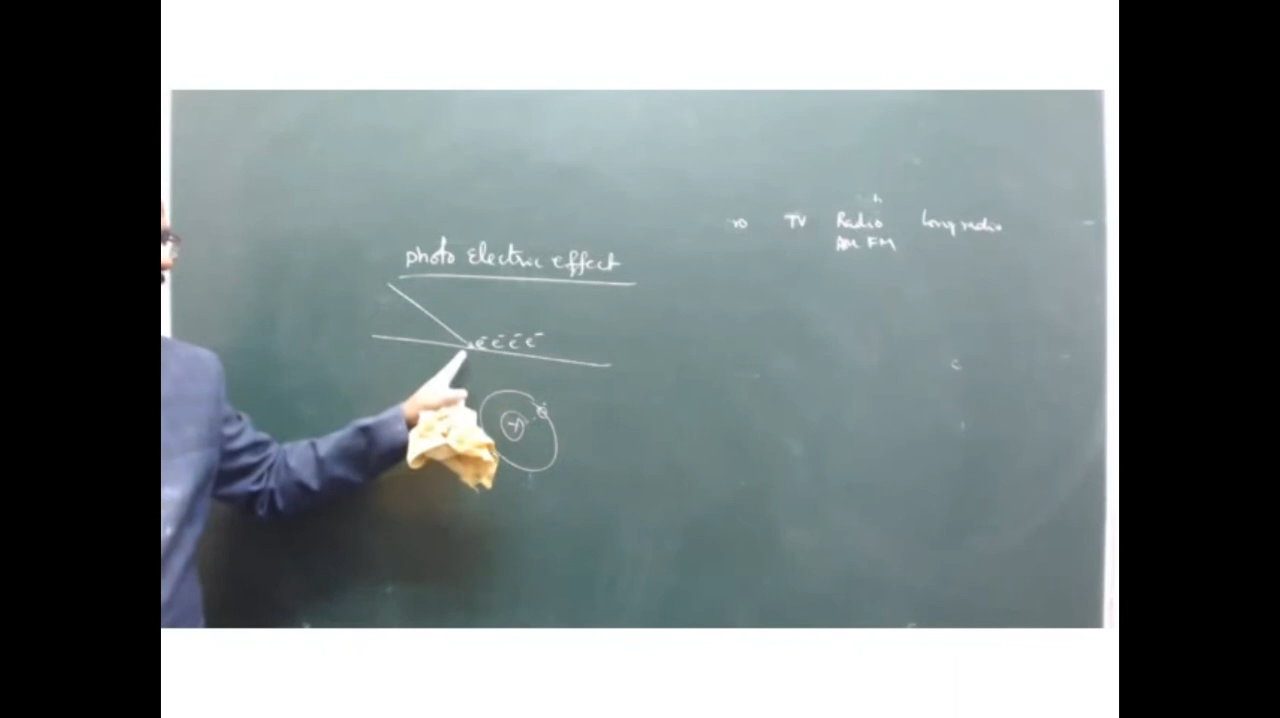 photo electric effect
e⁻ e⁻ e⁻ e⁻
TV Radio Long radio
AM FM